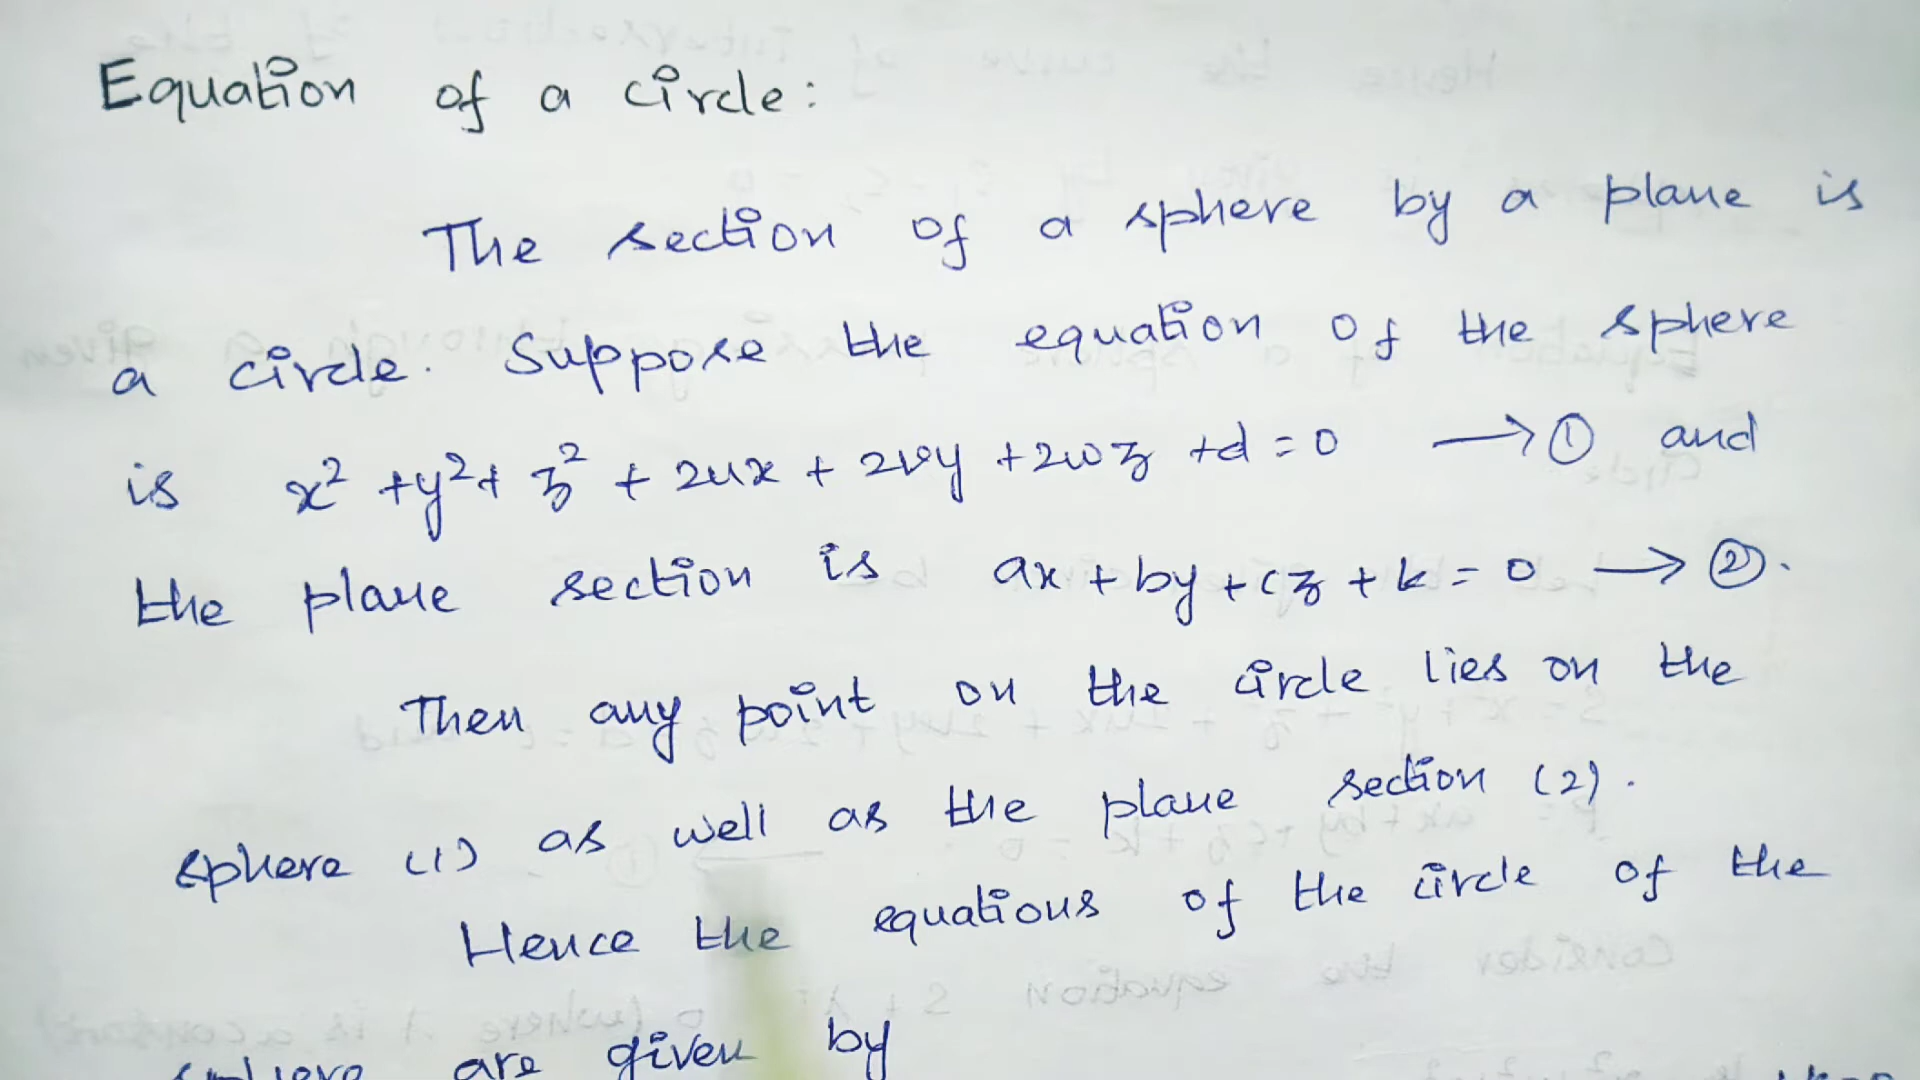 Equation of a circle:
The section of a sphere by a plane is
a circle. Suppose the equation of the sphere
is x² + y² + z² + 2ux + 2vy + 2wz + d = 0 → ① and
the plane section is ax + by + cz + k = 0 → ②.
Then any point on the circle lies on the
sphere (1) as well as the plane section (2).
Hence the equations of the circle of the
sphere are given by